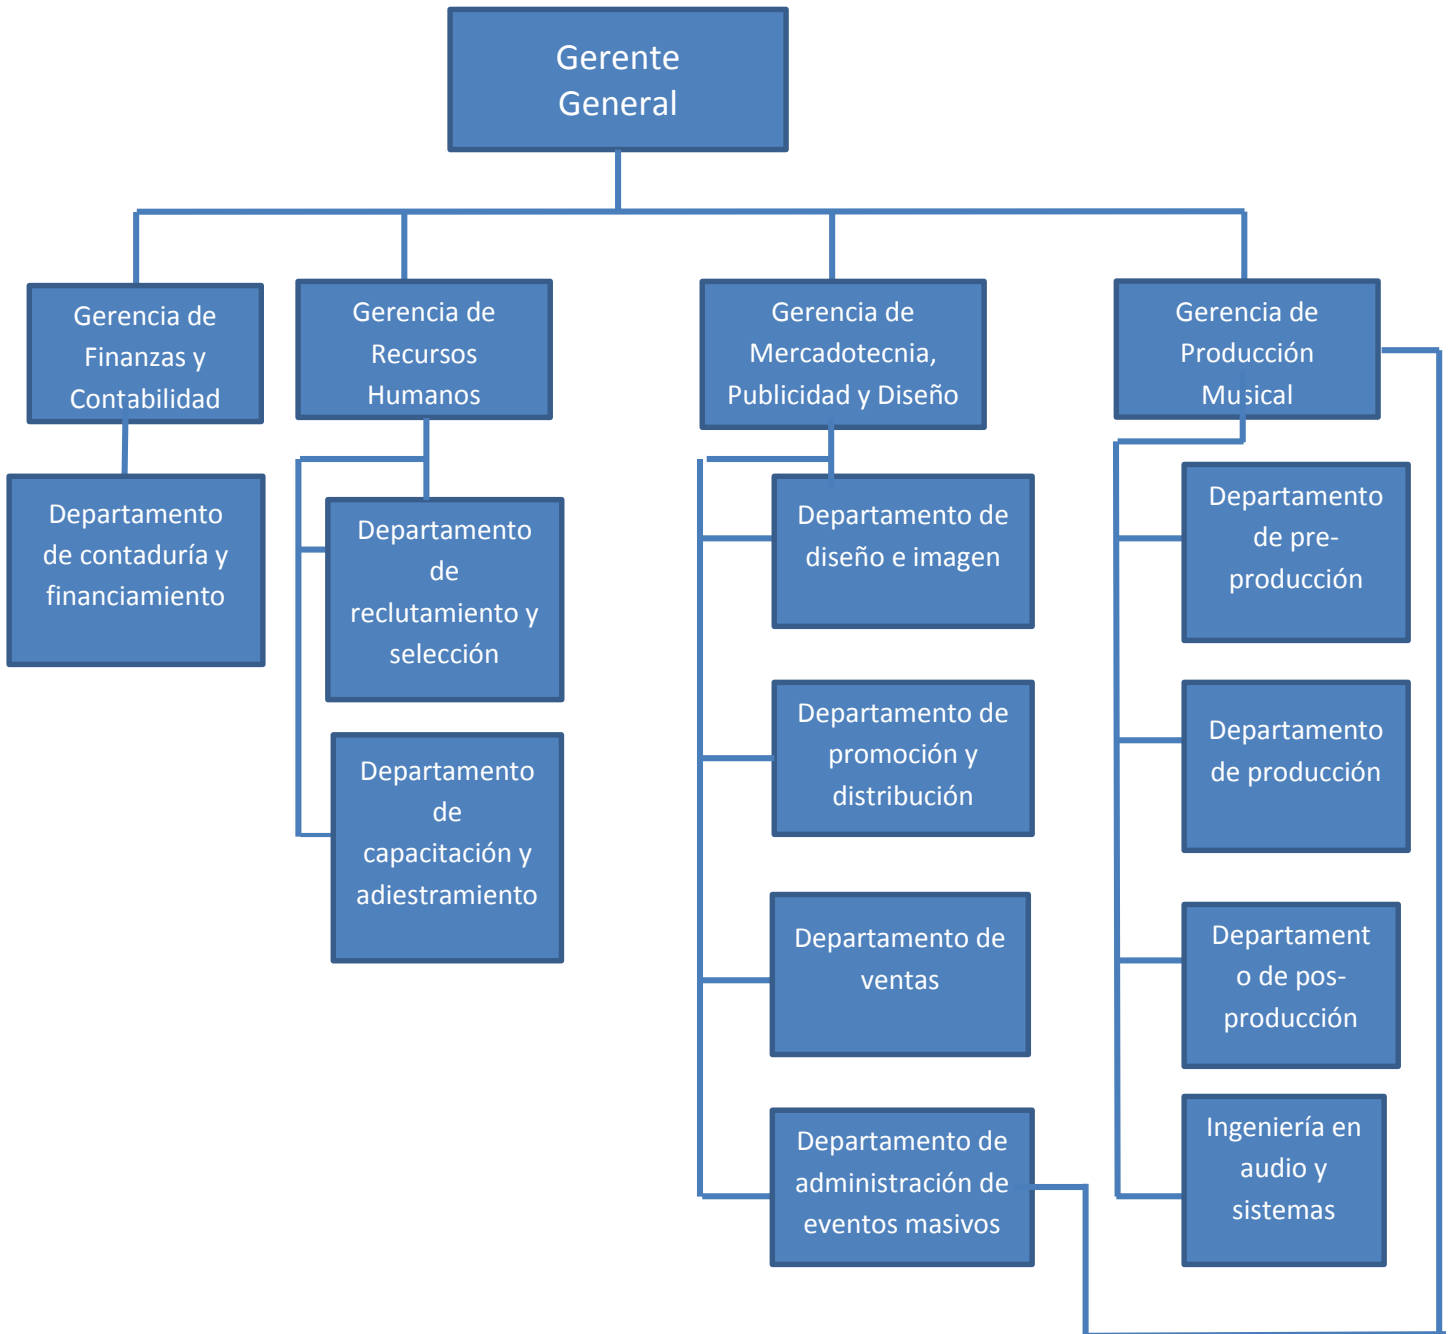 Gerente
General
Gerencia de
Finanzas y
Contabilidad
Gerencia de
Recursos
Humanos
Gerencia de
Mercadotecnia,
Publicidad y Diseño
Gerencia de
Producción
Musical
Departamento
de contaduría y
financiamiento
Departamento
de
reclutamiento y
selección
Departamento
de
capacitación y
adiestramiento
Departamento de
diseño e imagen
Departamento de
promoción y
distribución
Departamento de
ventas
Departamento de
administración de
eventos masivos
Departamento
de pre-
producción
Departamento
de producción
Departament
o de pos-
producción
Ingeniería en
audio y
sistemas